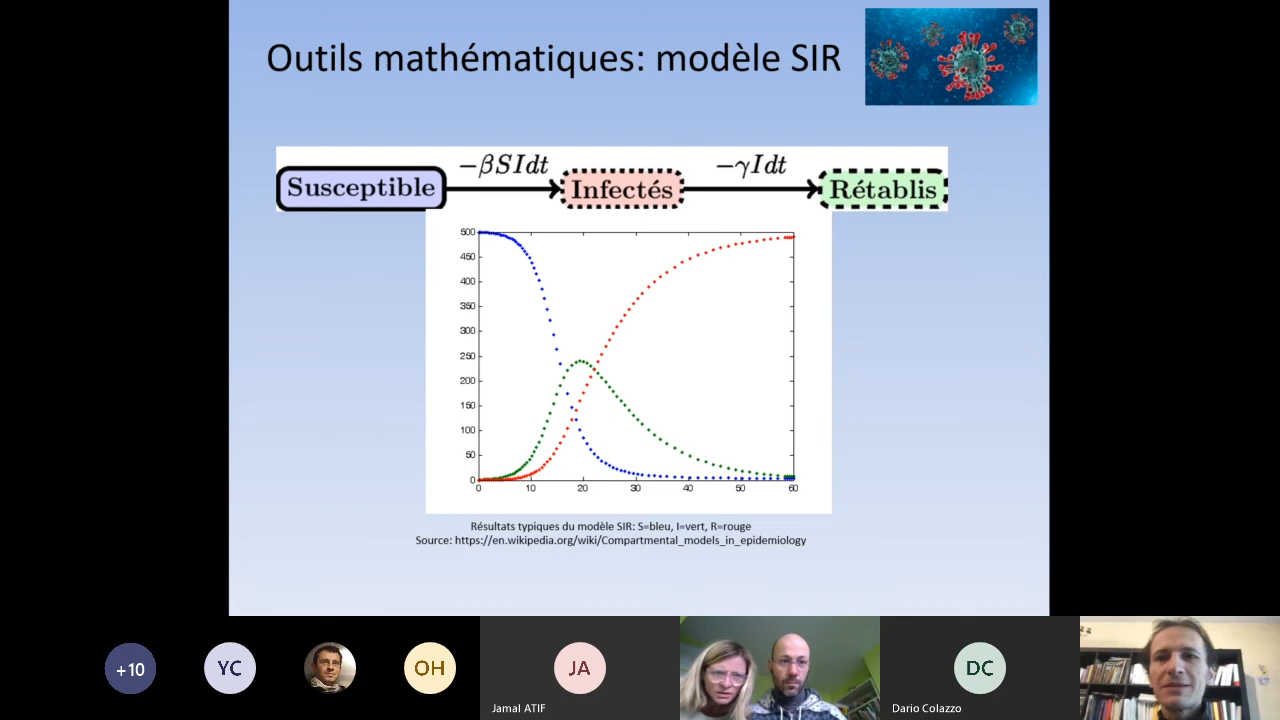 Outils mathématiques: modèle SIR
−βSIdt
−γIdt
Susceptible
Infectés
Rétablis
500
450
400
350
300
250
200
150
100
50
0
0 10 20 30 40 50 60
Résultats typiques du modèle SIR: S=bleu, I=vert, R=rouge
Source: https://en.wikipedia.org/wiki/Compartmental_models_in_epidemiology
+10
YC
OH
JA
DC
Jamal ATIF
Dario Colazzo